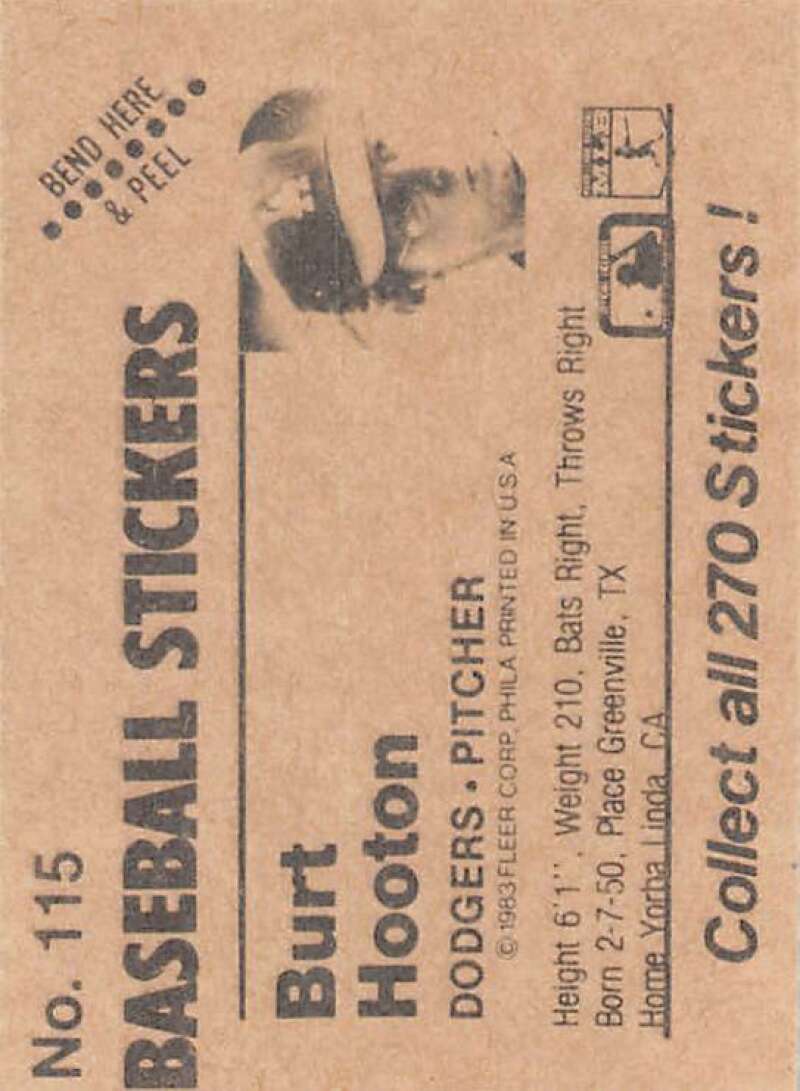 No. 115
BEND HERE
& PEEL
BASEBALL STICKERS
Burt
Hooton
DODGERS • PITCHER
© 1983 FLEER CORP, PHILA PRINTED IN U.S.A
Height 6'1'', Weight 210, Bats Right, Throws Right
Born 2-7-50, Place Greenville, TX
Home Yorba Linda, CA
Collect all 270 Stickers!